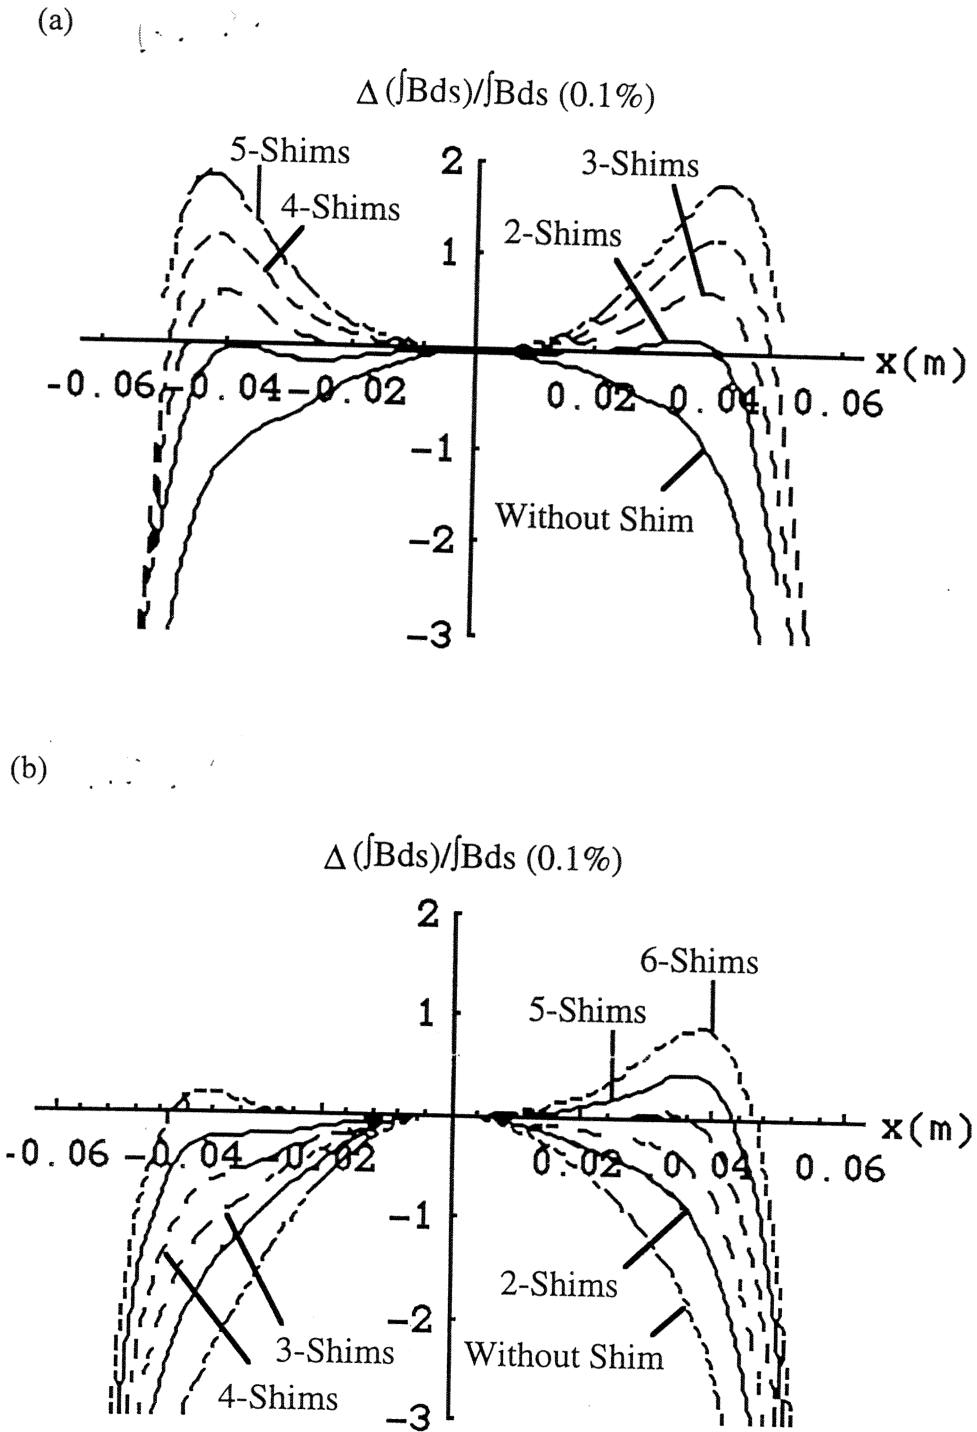 (a)
Δ (∫Bds)/∫Bds (0.1%)
5-Shims
4-Shims
3-Shims
2-Shims
2
1
-0.06 -0.04 -0.02 0.02 0.04 0.06 x(m)
-1
Without Shim
-2
-3
(b)
Δ (∫Bds)/∫Bds (0.1%)
2
6-Shims
5-Shims
1
x(m)
-0.06 -0.04 -0.02 0.02 0.04 0.06
-1
2-Shims
-2
Without Shim
3-Shims
4-Shims
-3